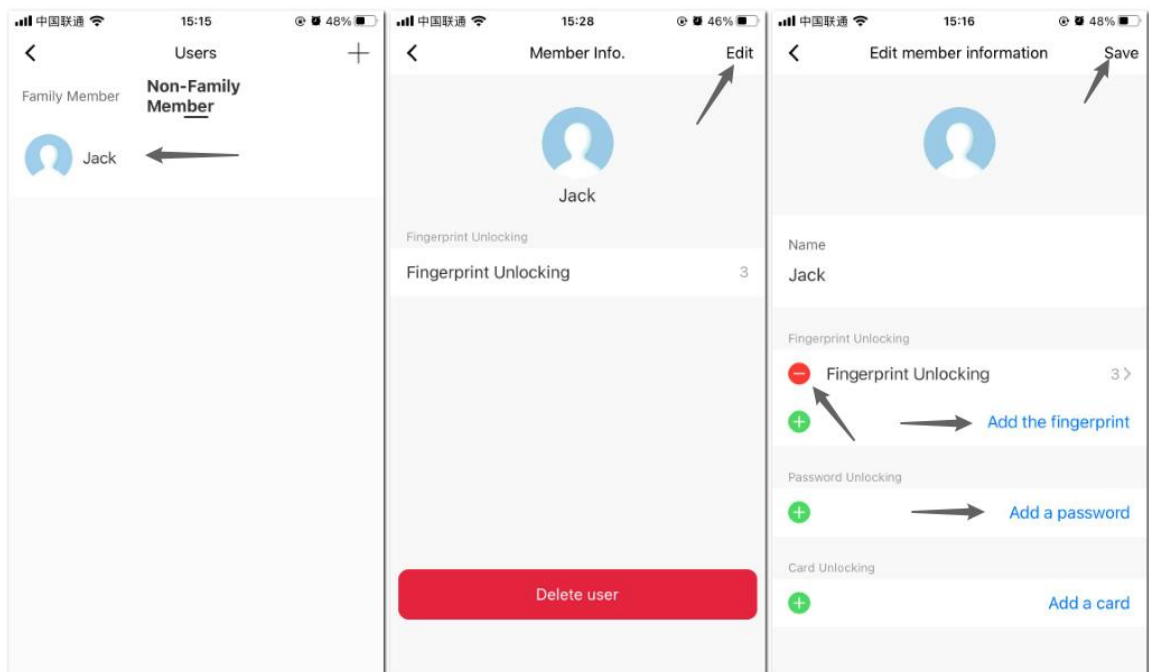 中国联通
15:15
48%
Users
Family Member
Non-Family
Member
Jack
中国联通
15:28
46%
Member Info.
Edit
Jack
Fingerprint Unlocking
Fingerprint Unlocking
3
Delete user
中国联通
15:16
48%
Edit member information
Save
Name
Jack
Fingerprint Unlocking
Fingerprint Unlocking
3
Add the fingerprint
Password Unlocking
Add a password
Card Unlocking
Add a card